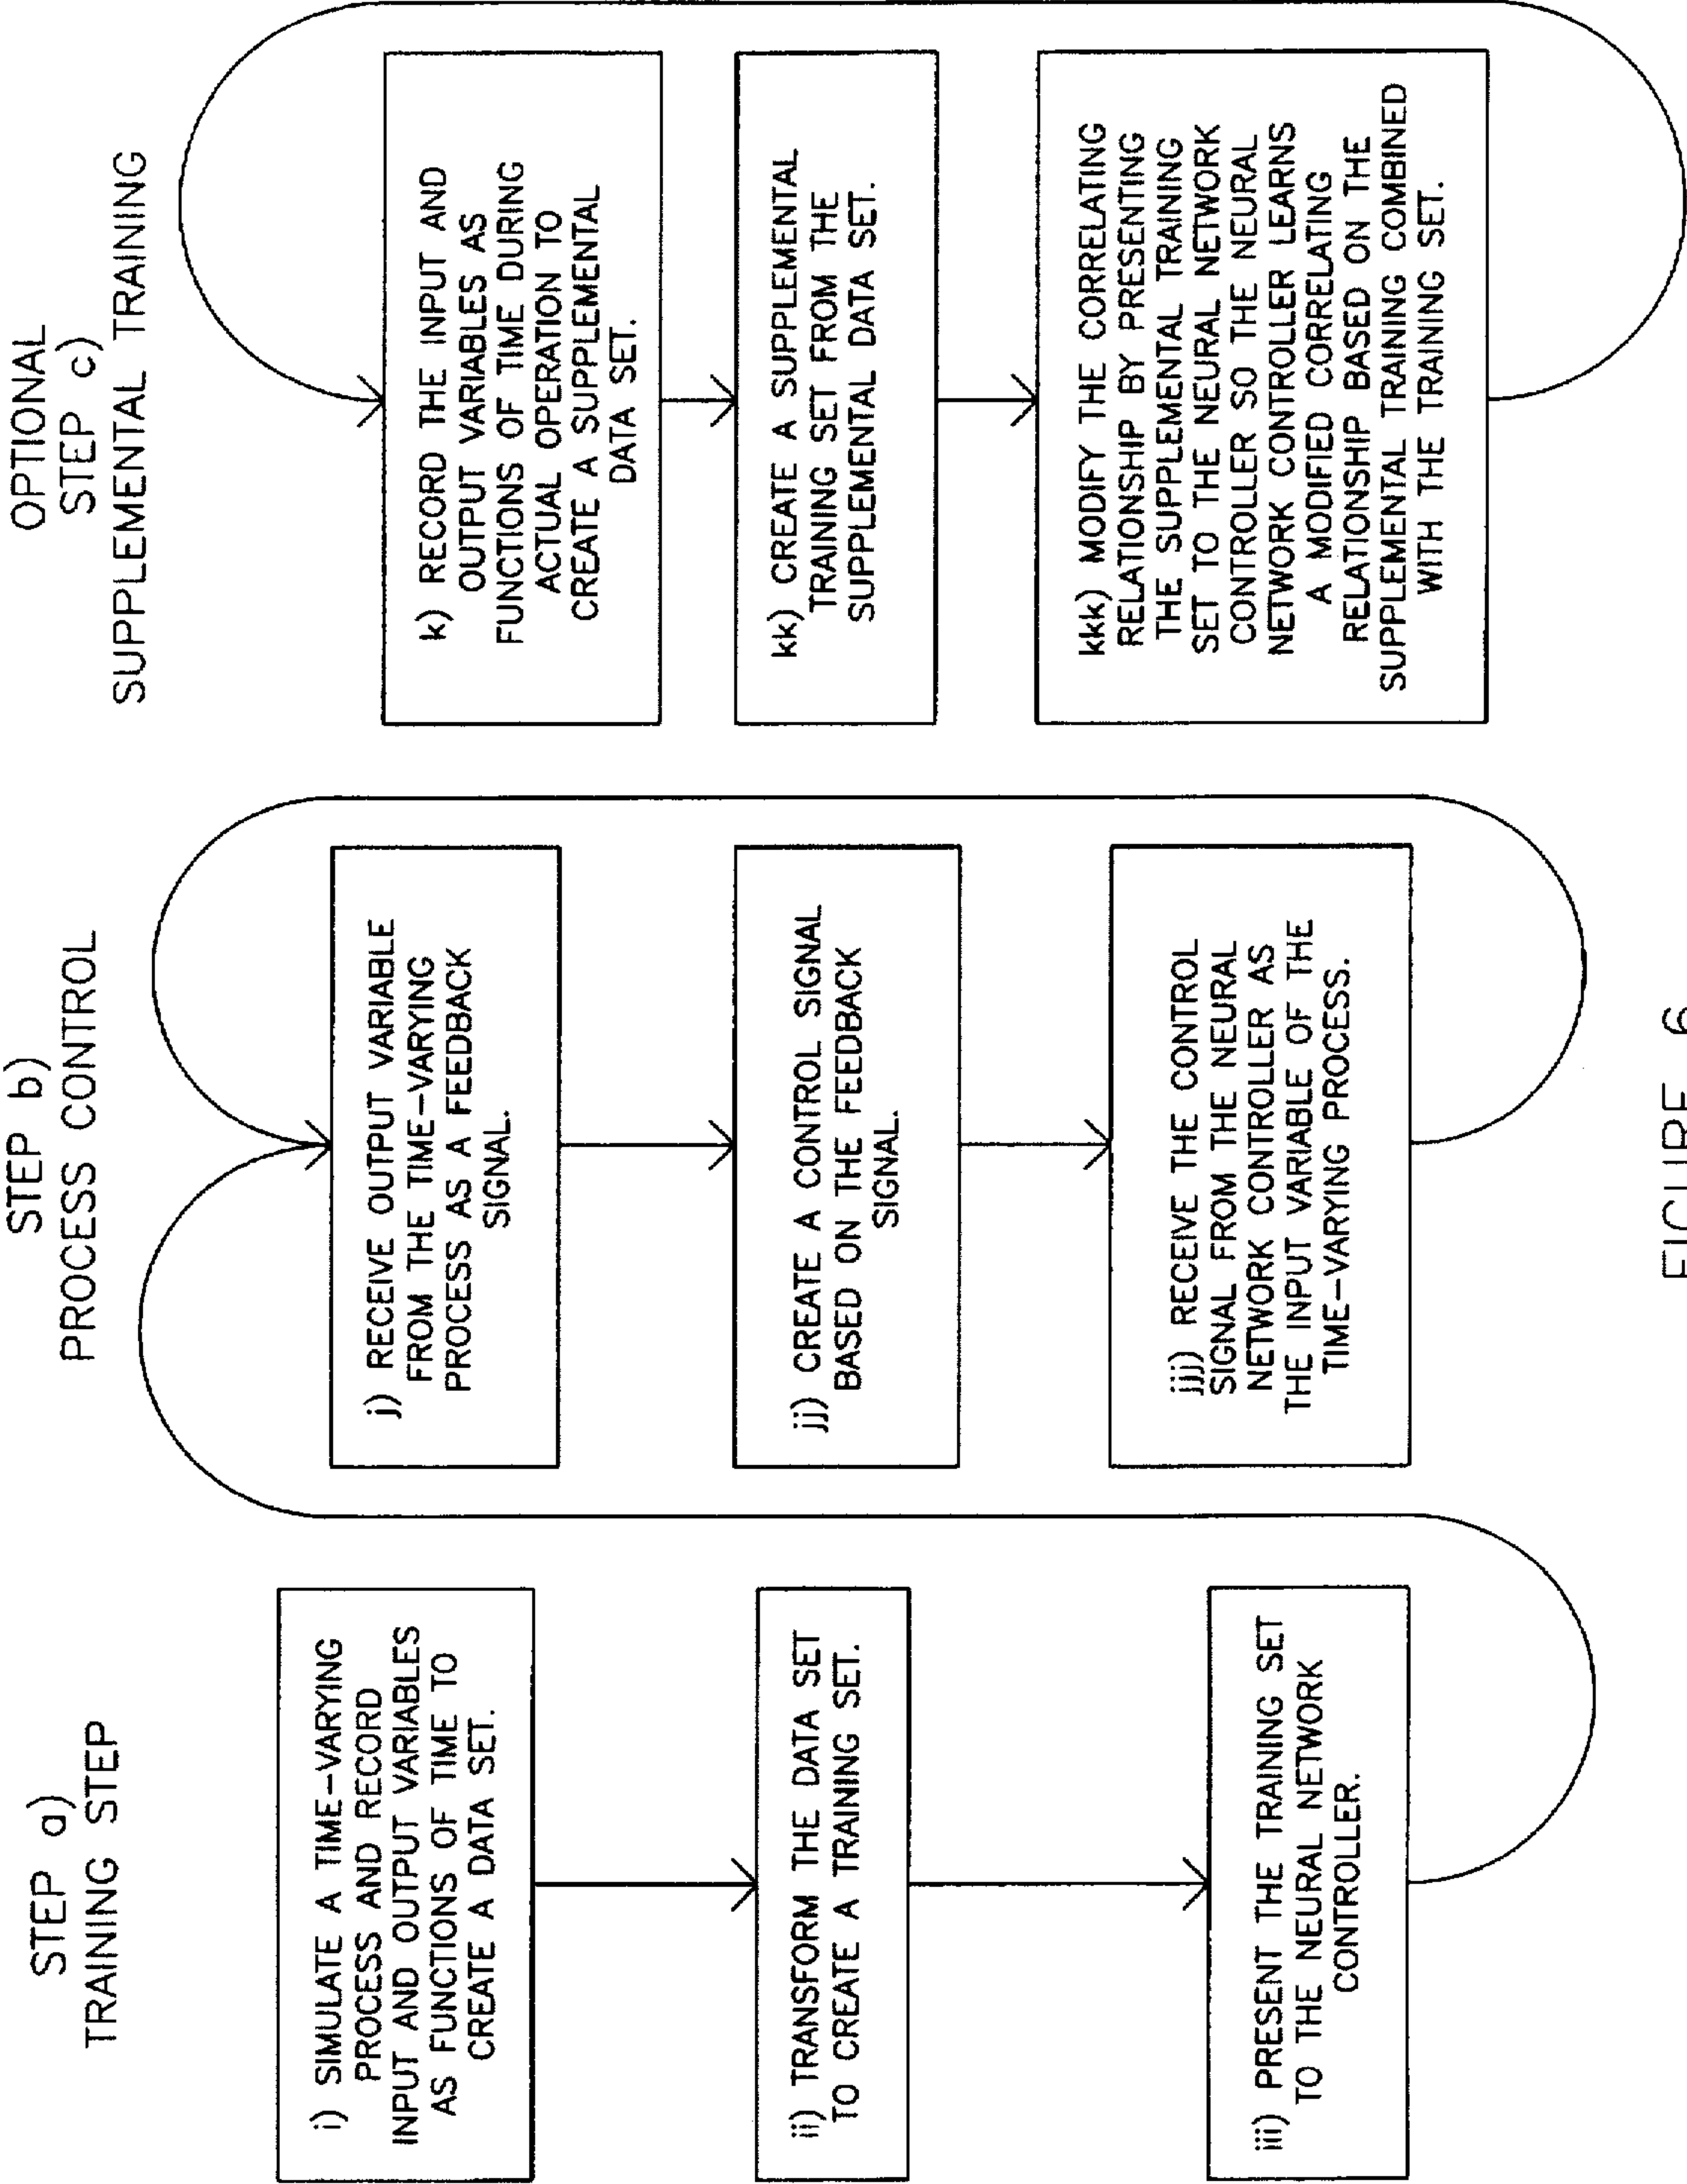 STEP a)
TRAINING STEP
i) SIMULATE A TIME-VARYING
PROCESS AND RECORD
INPUT AND OUTPUT VARIABLES
AS FUNCTIONS OF TIME TO
CREATE A DATA SET.
ii) TRANSFORM THE DATA SET
TO CREATE A TRAINING SET.
iii) PRESENT THE TRAINING SET
TO THE NEURAL NETWORK
CONTROLLER.
STEP b)
PROCESS CONTROL
j) RECEIVE OUTPUT VARIABLE
FROM THE TIME-VARYING
PROCESS AS A FEEDBACK
SIGNAL.
jj) CREATE A CONTROL SIGNAL
BASED ON THE FEEDBACK
SIGNAL.
jjj) RECEIVE THE CONTROL
SIGNAL FROM THE NEURAL
NETWORK CONTROLLER AS
THE INPUT VARIABLE OF THE
TIME-VARYING PROCESS.
OPTIONAL
STEP c)
SUPPLEMENTAL TRAINING
k) RECORD THE INPUT AND
OUTPUT VARIABLES AS
FUNCTIONS OF TIME DURING
ACTUAL OPERATION TO
CREATE A SUPPLEMENTAL
DATA SET.
kk) CREATE A SUPPLEMENTAL
TRAINING SET FROM THE
SUPPLEMENTAL DATA SET.
kkk) MODIFY THE CORRELATING
RELATIONSHIP BY PRESENTING
THE SUPPLEMENTAL TRAINING
SET TO THE NEURAL NETWORK
CONTROLLER SO THE NEURAL
NETWORK CONTROLLER LEARNS
A MODIFIED CORRELATING
RELATIONSHIP BASED ON THE
SUPPLEMENTAL TRAINING COMBINED
WITH THE TRAINING SET.
FIGURE 6